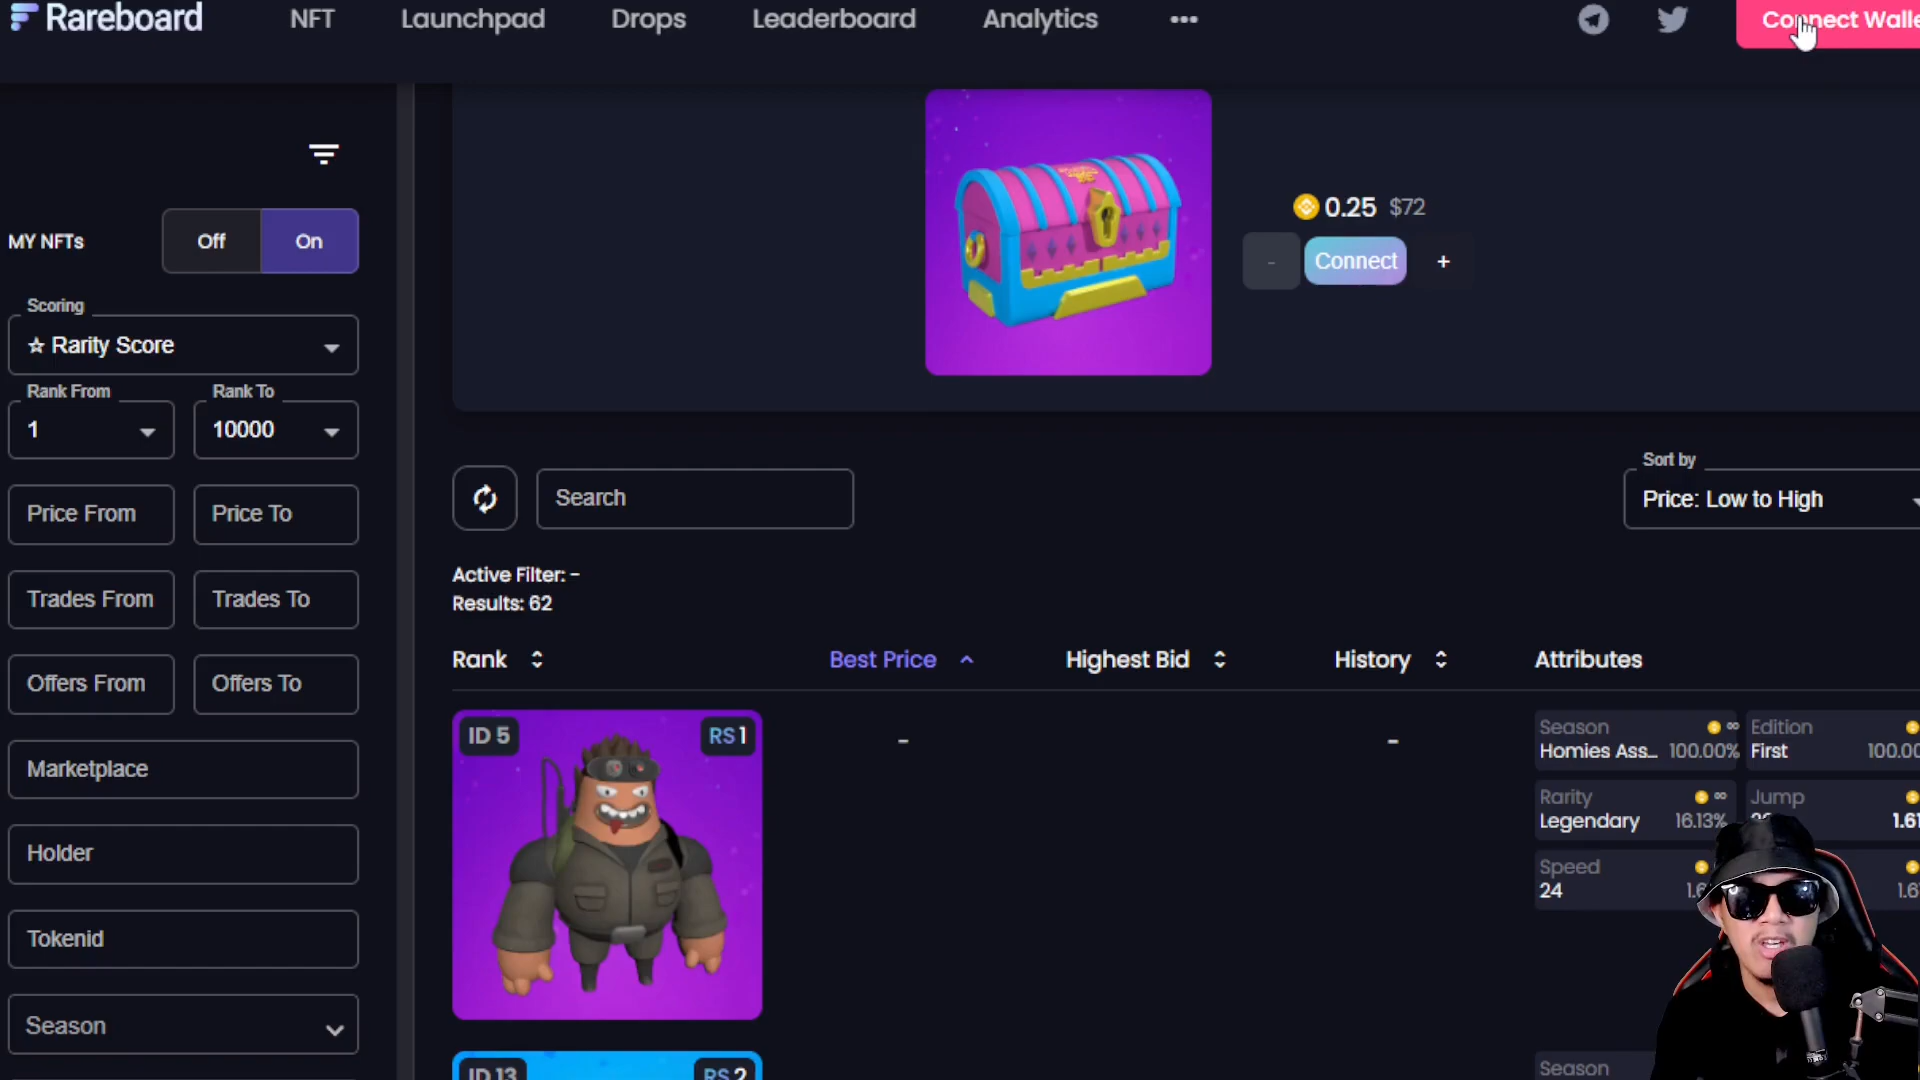 Rareboard
NFT
Launchpad
Drops
Leaderboard
Analytics
•••
Connect Walle
MY NFTs
Off
On
Scoring
☆ Rarity Score
Rank From
1
Rank To
10000
Price From
Price To
Trades From
Trades To
Offers From
Offers To
Marketplace
Holder
Tokenid
Season
0.25 $72
-
Connect
+
Search
Sort by
Price: Low to High
Active Filter: -
Results: 62
Rank
Best Price
Highest Bid
History
Attributes
ID 5
RS 1
-
-
Season ∞
Homies Ass... 100.00%
Edition
First 100.00
Rarity ∞
Legendary 16.13%
Jump
1.61
Speed
24
ID 13
RS 2
Season